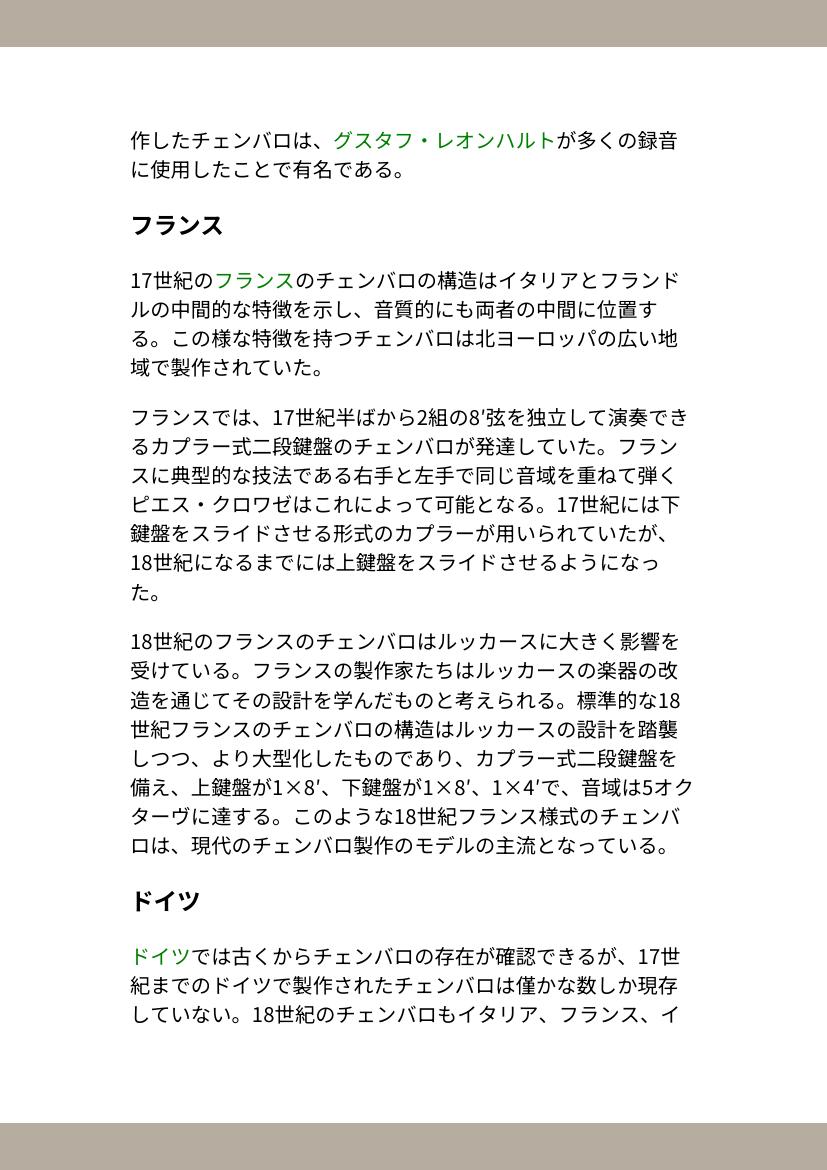 作したチェンバロは、グスタフ・レオンハルトが多くの録音
に使用したことで有名である。
フランス
17世紀のフランスのチェンバロの構造はイタリアとフランド
ルの中間的な特徴を示し、音質的にも両者の中間に位置す
る。この様な特徴を持つチェンバロは北ヨーロッパの広い地
域で製作されていた。
フランスでは、17世紀半ばから2組の8′弦を独立して演奏でき
るカプラー式二段鍵盤のチェンバロが発達していた。フラン
スに典型的な技法である右手と左手で同じ音域を重ねて弾く
ピエス・クロワゼはこれによって可能となる。17世紀には下
鍵盤をスライドさせる形式のカプラーが用いられていたが、
18世紀になるまでには上鍵盤をスライドさせるようになっ
た。
18世紀のフランスのチェンバロはルッカースに大きく影響を
受けている。フランスの製作家たちはルッカースの楽器の改
造を通じてその設計を学んだものと考えられる。標準的な18
世紀フランスのチェンバロの構造はルッカースの設計を踏襲
しつつ、より大型化したものであり、カプラー式二段鍵盤を
備え、上鍵盤が1×8′、下鍵盤が1×8′、1×4′で、音域は5オク
ターヴに達する。このような18世紀フランス様式のチェンバ
ロは、現代のチェンバロ製作のモデルの主流となっている。
ドイツ
ドイツでは古くからチェンバロの存在が確認できるが、17世
紀までのドイツで製作されたチェンバロは僅かな数しか現存
していない。18世紀のチェンバロもイタリア、フランス、イ